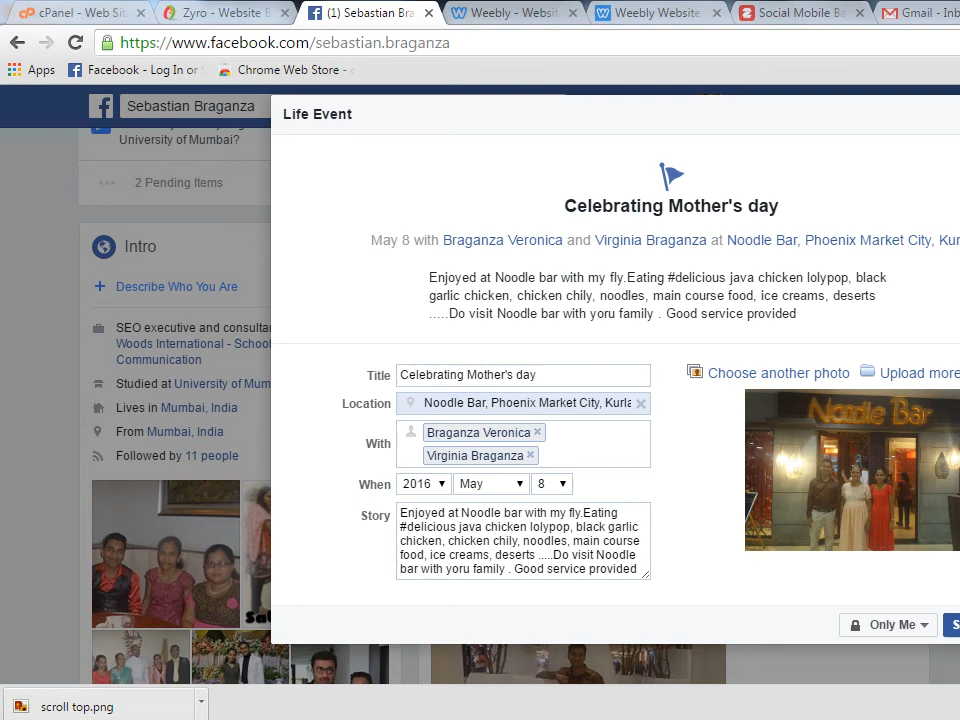 cPanel - Web Sit
Zyro - Website B
(1) Sebastian Bra
Weebly - Websit
Weebly Website
Social Mobile Ba
Gmail - Inb
https://www.facebook.com/sebastian.braganza
Apps
Facebook - Log In or
Chrome Web Store -
Sebastian Braganza
University of Mumbai?
2 Pending Items
Intro
Describe Who You Are
SEO executive and consultan
Woods International - School
Communication
Studied at University of Mum
Lives in Mumbai, India
From Mumbai, India
Followed by 11 people
Life Event
Celebrating Mother's day
May 8 with Braganza Veronica and Virginia Braganza at Noodle Bar, Phoenix Market City, Kur
Enjoyed at Noodle bar with my fly.Eating #delicious java chicken lolypop, black
garlic chicken, chicken chily, noodles, main course food, ice creams, deserts
.....Do visit Noodle bar with yoru family . Good service provided
Title Celebrating Mother's day
Location Noodle Bar, Phoenix Market City, Kurla
With Braganza Veronica
Virginia Braganza
When 2016 May 8
Story Enjoyed at Noodle bar with my fly.Eating
#delicious java chicken lolypop, black garlic
chicken, chicken chily, noodles, main course
food, ice creams, deserts .....Do visit Noodle
bar with yoru family . Good service provided
Choose another photo Upload more
Noodle Bar
Only Me
S
scroll top.png